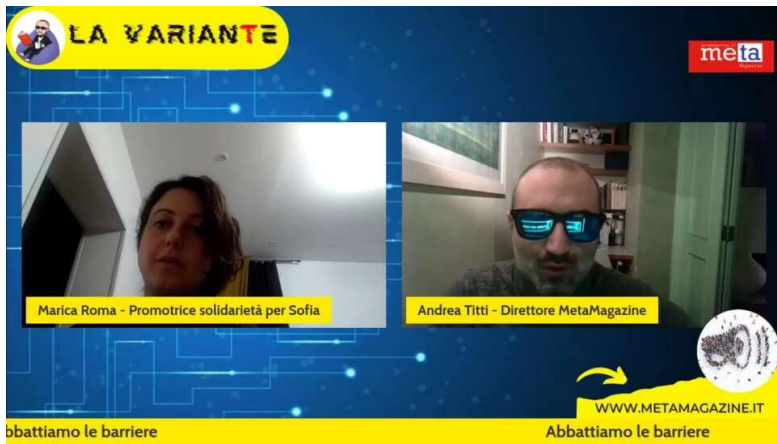 LA VARIANTE
meta
Magazine
Marica Roma - Promotrice solidarietà per Sofia
Andrea Titti - Direttore MetaMagazine
WWW.METAMAGAZINE.IT
bbattiamo le barriere
Abbattiamo le barriere